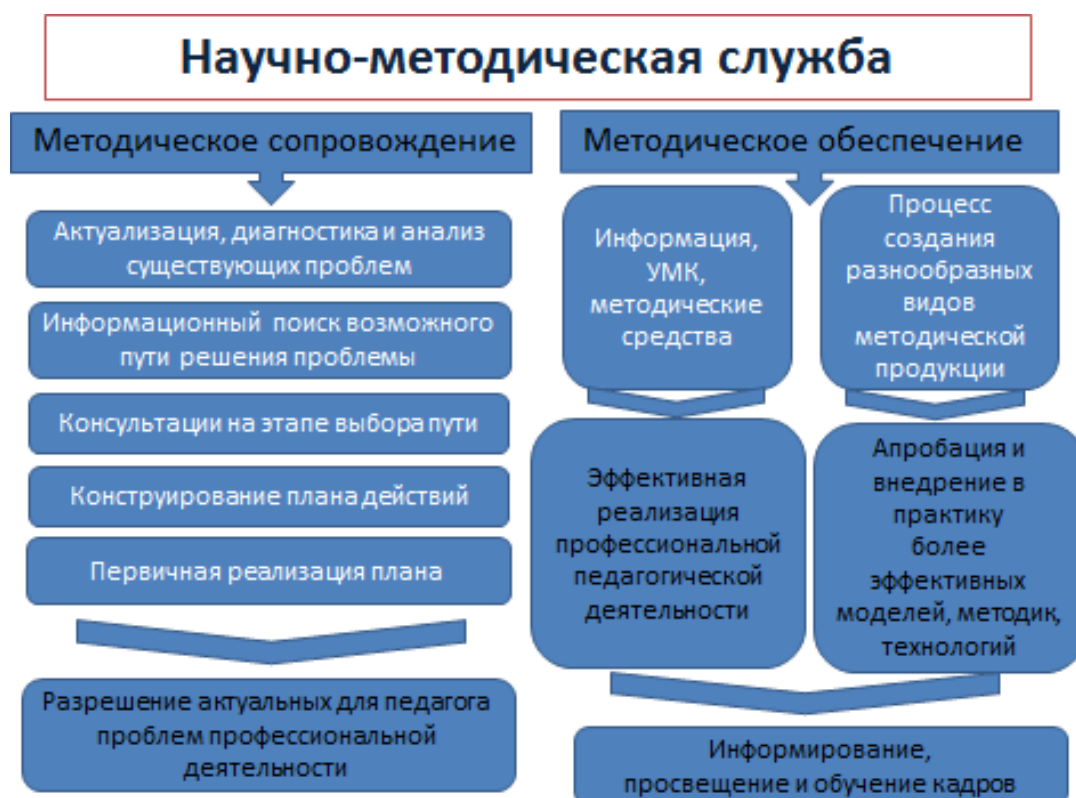 Научно-методическая служба
Методическое сопровождение
Актуализация, диагностика и анализ
существующих проблем
Информационный поиск возможного
пути решения проблемы
Консультации на этапе выбора пути
Конструирование плана действий
Первичная реализация плана
Разрешение актуальных для педагога
проблем профессиональной
деятельности
Методическое обеспечение
Информация,
УМК,
методические
средства
Процесс
создания
разнообразных
видов
методической
продукции
Эффективная
реализация
профессиональной
педагогической
деятельности
Апробация и
внедрение в
практику
более
эффективных
моделей, методик,
технологий
Информирование,
просвещение и обучение кадров